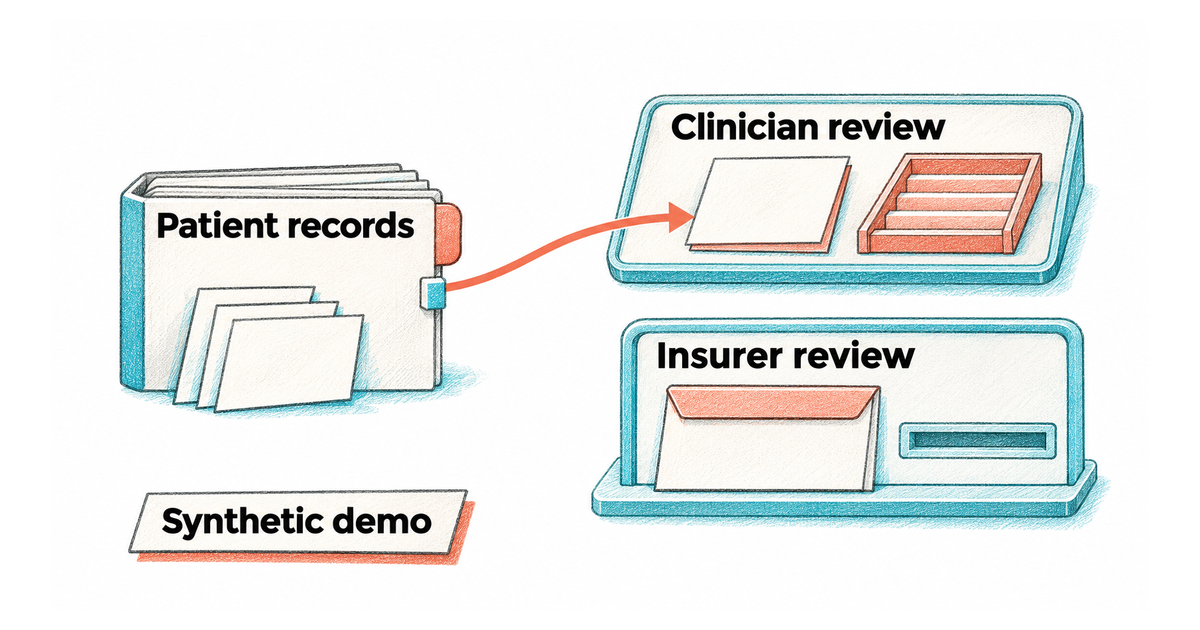 Patient records
Clinician review
Insurer review
Synthetic demo